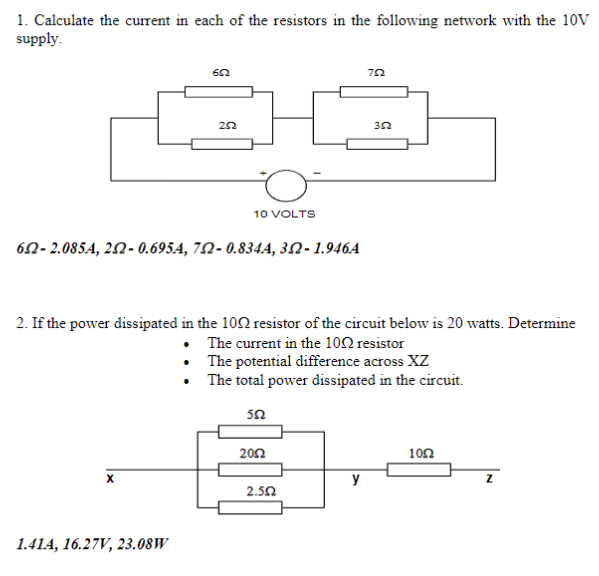 1. Calculate the current in each of the resistors in the following network with the 10V
supply.
6Ω 7Ω
2Ω 3Ω
+ −
10 VOLTS
6Ω - 2.085A, 2Ω - 0.695A, 7Ω - 0.834A, 3Ω - 1.946A
2. If the power dissipated in the 10Ω resistor of the circuit below is 20 watts. Determine
• The current in the 10Ω resistor
• The potential difference across XZ
• The total power dissipated in the circuit.
5Ω
20Ω 10Ω
X y z
2.5Ω
1.41A, 16.27V, 23.08W